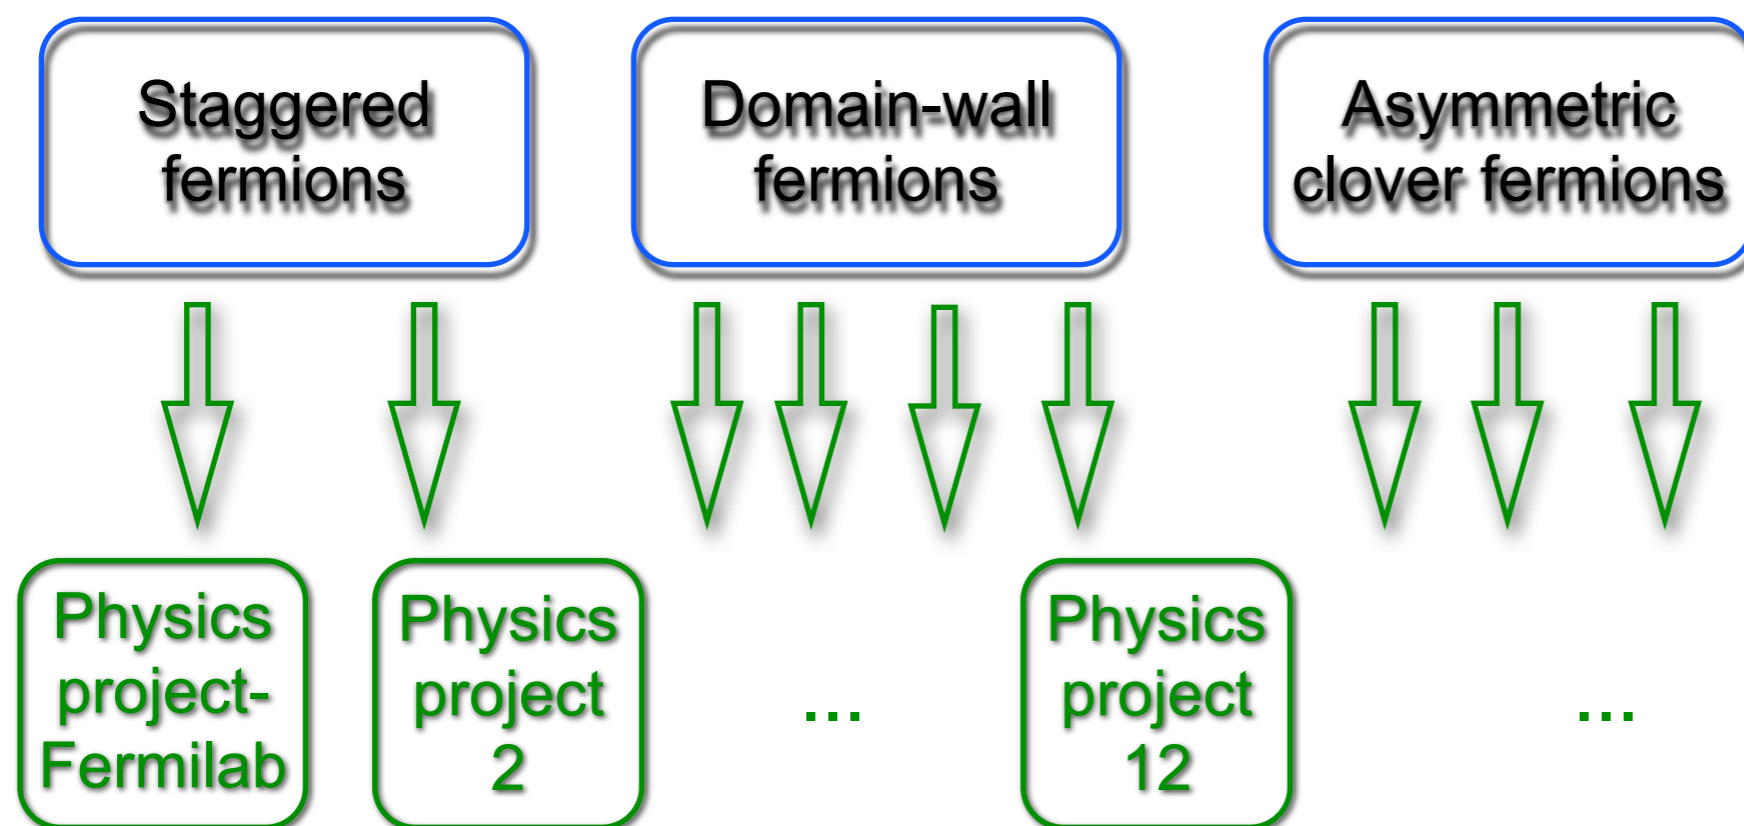 Staggered
fermions
Domain-wall
fermions
Asymmetric
clover fermions
Physics
project-
Fermilab
Physics
project
2
...
Physics
project
12
...